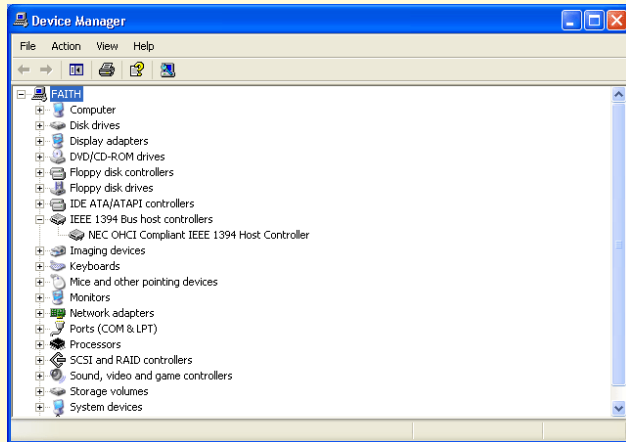 Device Manager
File Action View Help
FAITH
Computer
Disk drives
Display adapters
DVD/CD-ROM drives
Floppy disk controllers
Floppy disk drives
IDE ATA/ATAPI controllers
IEEE 1394 Bus host controllers
NEC OHCI Compliant IEEE 1394 Host Controller
Imaging devices
Keyboards
Mice and other pointing devices
Monitors
Network adapters
Ports (COM & LPT)
Processors
SCSI and RAID controllers
Sound, video and game controllers
Storage volumes
System devices